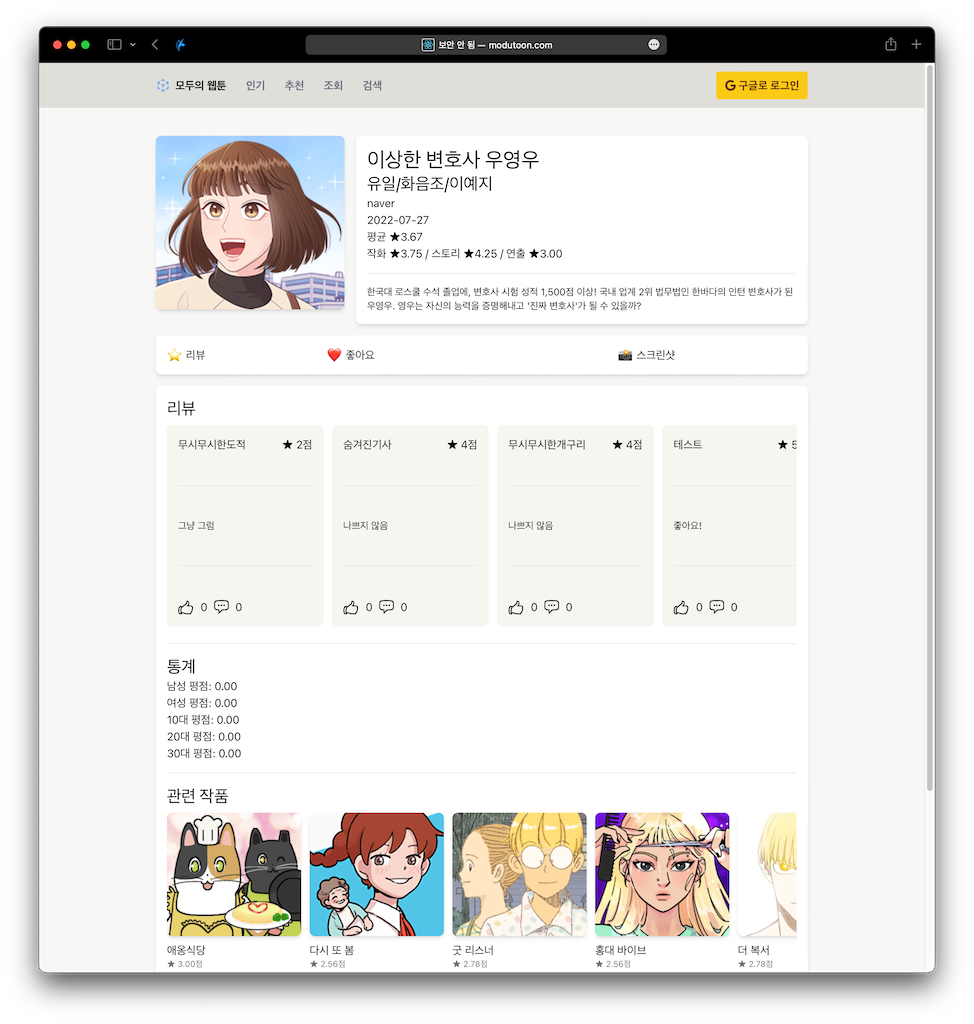 보안 안 됨 — modutoon.com
모두의 웹툰 인기 추천 조회 검색 G 구글로 로그인
이상한 변호사 우영우
유일/화음조/이예지
naver
2022-07-27
평균 ★3.67
작화 ★3.75 / 스토리 ★4.25 / 연출 ★3.00
한국대 로스쿨 수석 졸업에, 변호사 시험 성적 1,500점 이상! 국내 업계 2위 법무법인 한바다의 인턴 변호사가 된
우영우. 영우는 자신의 능력을 증명해내고 '진짜 변호사'가 될 수 있을까?
⭐ 리뷰 ❤️ 좋아요 📸 스크린샷
리뷰
무시무시한도적 ★ 2점 숨겨진기사 ★ 4점 무시무시한개구리 ★ 4점 테스트 ★ 5
그냥 그럼 나쁘지 않음 나쁘지 않음 좋아요!
0 0 0 0 0 0 0 0
통계
남성 평점: 0.00
여성 평점: 0.00
10대 평점: 0.00
20대 평점: 0.00
30대 평점: 0.00
관련 작품
애옹식당 다시 또 봄 굿 리스너 홍대 바이브 더 복서
★ 3.00점 ★ 2.56점 ★ 2.78점 ★ 2.56점 ★ 2.78점